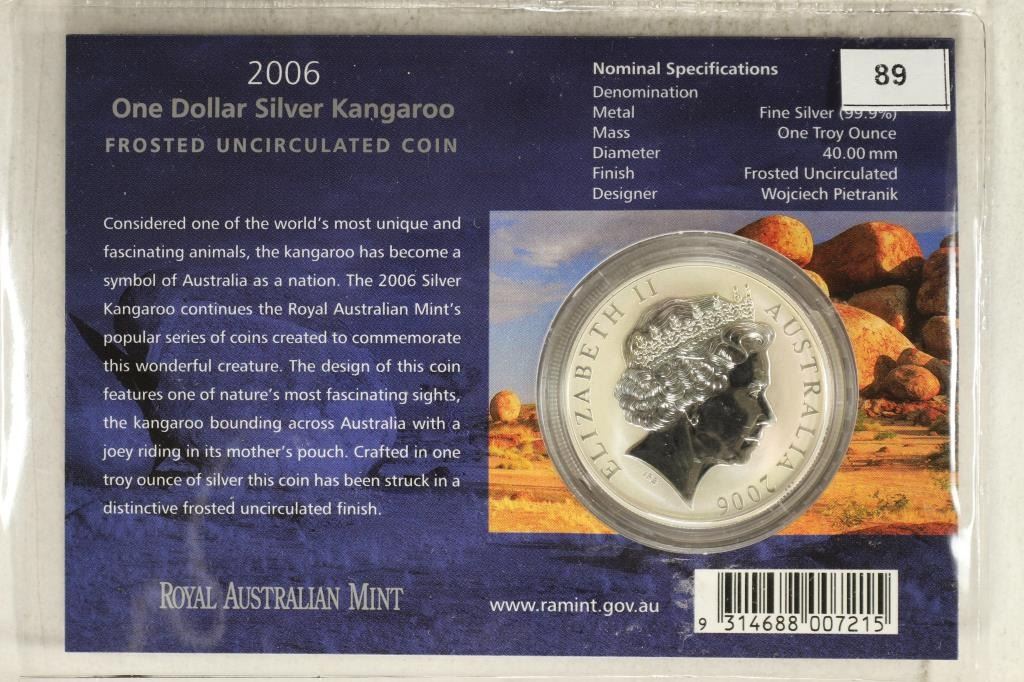 2006
One Dollar Silver Kangaroo
FROSTED UNCIRCULATED COIN
Considered one of the world's most unique and
fascinating animals, the kangaroo has become a
symbol of Australia as a nation. The 2006 Silver
Kangaroo continues the Royal Australian Mint's
popular series of coins created to commemorate
this wonderful creature. The design of this coin
features one of nature's most fascinating sights,
the kangaroo bounding across Australia with a
joey riding in its mother's pouch. Crafted in one
troy ounce of silver this coin has been struck in a
distinctive frosted uncirculated finish.
ROYAL AUSTRALIAN MINT
89
Nominal Specifications
Denomination
Metal Fine Silver (99.9%)
Mass One Troy Ounce
Diameter 40.00 mm
Finish Frosted Uncirculated
Designer Wojciech Pietranik
ELIZABETH II AUSTRALIA 2006
IRB
www.ramint.gov.au
9 314688 007215